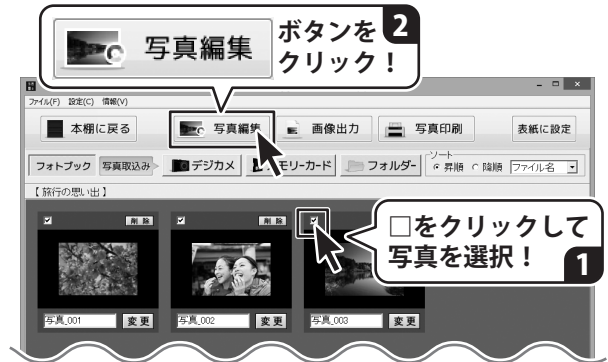 写真編集
ボタンを
クリック！
2
ファイル(F) 設定(C) 情報(V)
本棚に戻る
写真編集
画像出力
写真印刷
表紙に設定
フォトブック
写真取込み
デジカメ
メモリーカード
フォルダー
ソート
昇順
降順
ファイル名
【 旅行の思い出 】
削 除
削 除
□をクリックして
写真を選択！
1
写真_001
変 更
写真_002
変 更
写真_003
変 更